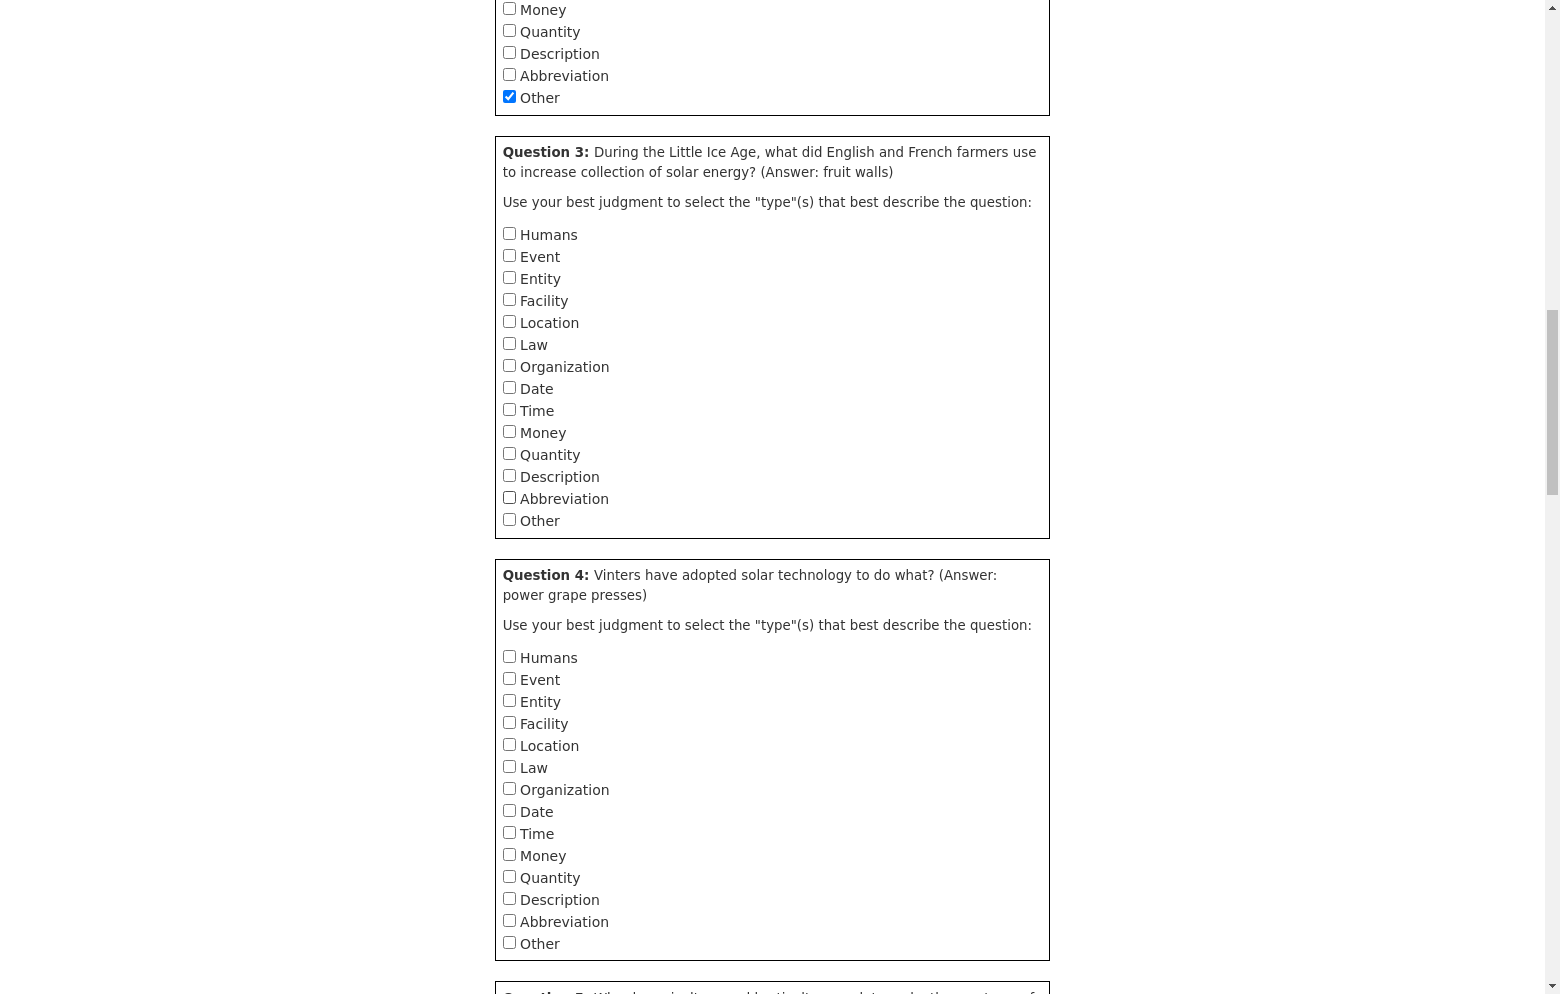 Money
Quantity
Description
Abbreviation
Other
Question 3: During the Little Ice Age, what did English and French farmers use
to increase collection of solar energy? (Answer: fruit walls)
Use your best judgment to select the "type"(s) that best describe the question:
Humans
Event
Entity
Facility
Location
Law
Organization
Date
Time
Money
Quantity
Description
Abbreviation
Other
Question 4: Vinters have adopted solar technology to do what? (Answer:
power grape presses)
Use your best judgment to select the "type"(s) that best describe the question:
Humans
Event
Entity
Facility
Location
Law
Organization
Date
Time
Money
Quantity
Description
Abbreviation
Other